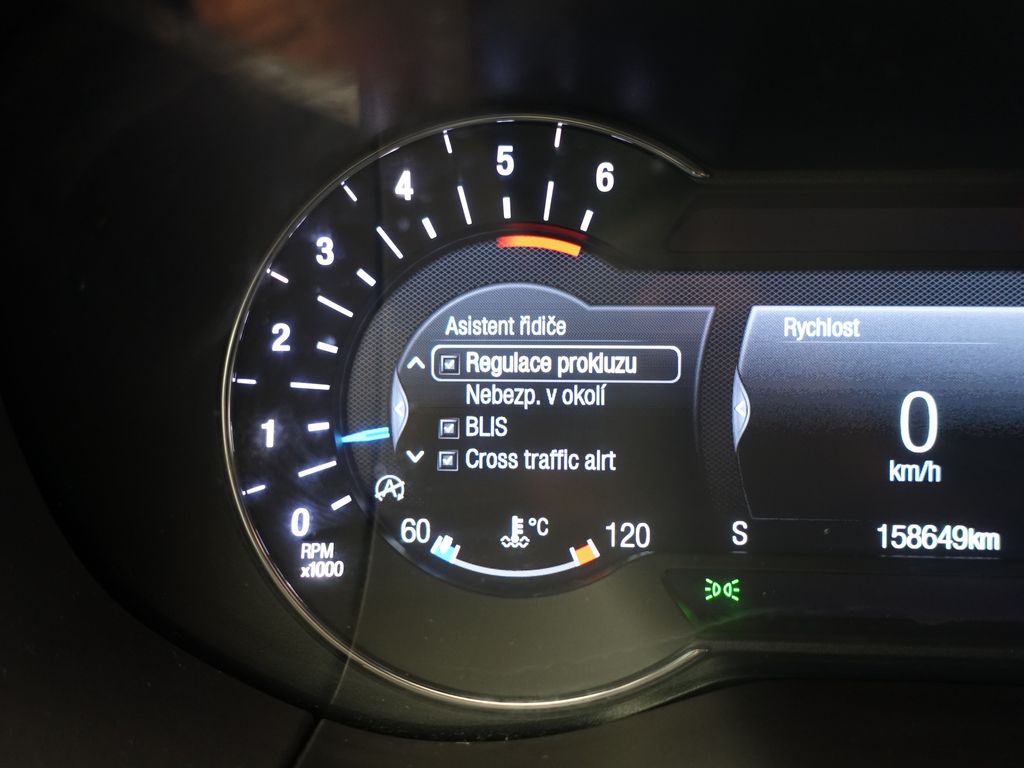 6
5
4
3
2
1
0
RPM
x1000
Asistent řidiče
Regulace prokluzu
Nebezp. v okolí
BLIS
Cross traffic alrt
60
°C
120
Rychlost
0
km/h
S
158649km